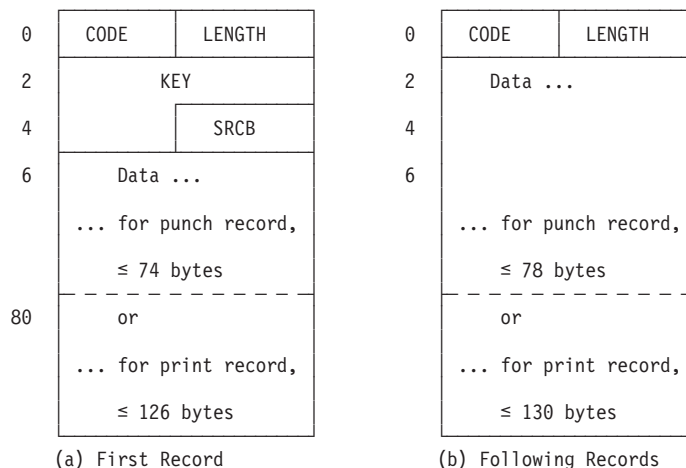 0 CODE LENGTH 0 CODE LENGTH
2 KEY 2 Data ...
4 SRCB 4
6 Data ... 6
... for punch record, ... for punch record,
≤ 74 bytes ≤ 78 bytes
80 or or
... for print record, ... for print record,
≤ 126 bytes ≤ 130 bytes
(a) First Record (b) Following Records